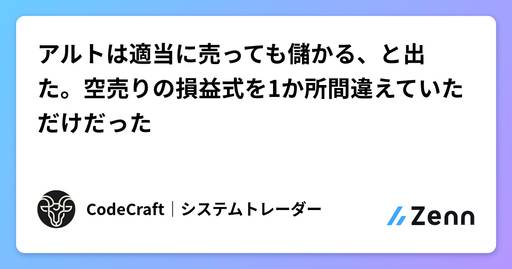 アルトは適当に売っても儲かる、と出
た。空売りの損益式を1か所間違えていた
だけだった
CodeCraft｜システムトレーダー
Zenn